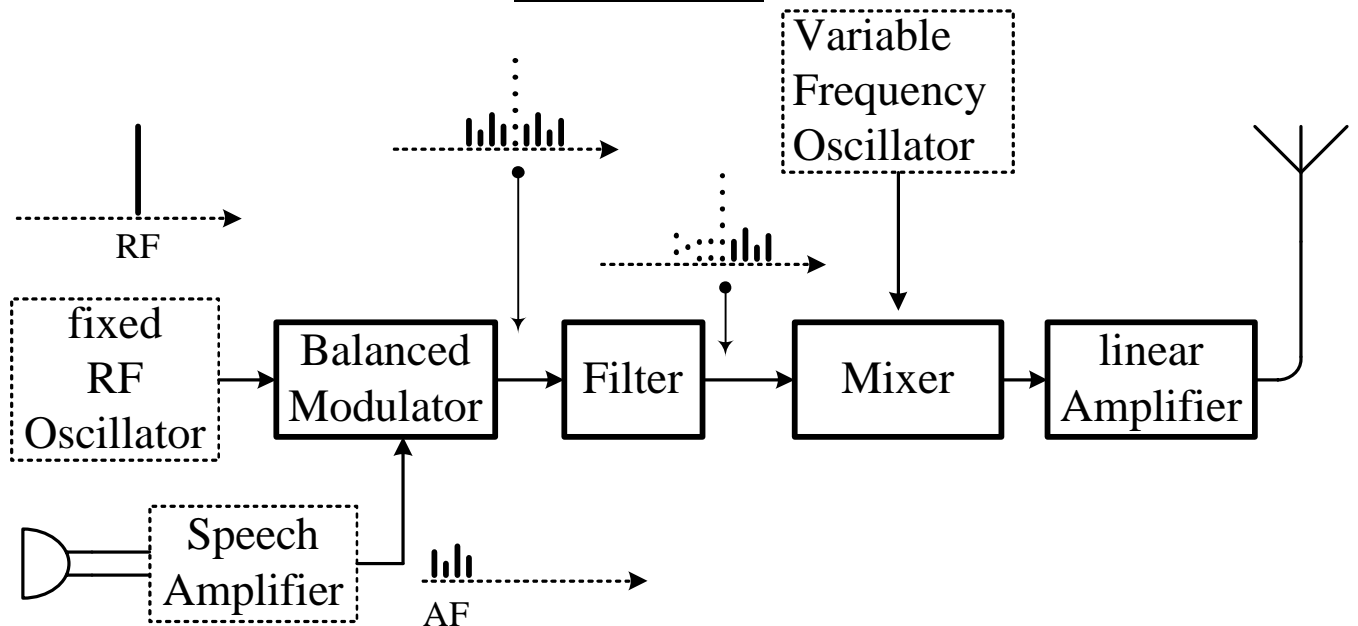 Variable
Frequency
Oscillator
RF
fixed
RF
Oscillator
Balanced
Modulator
Filter
Mixer
linear
Amplifier
Speech
Amplifier
AF